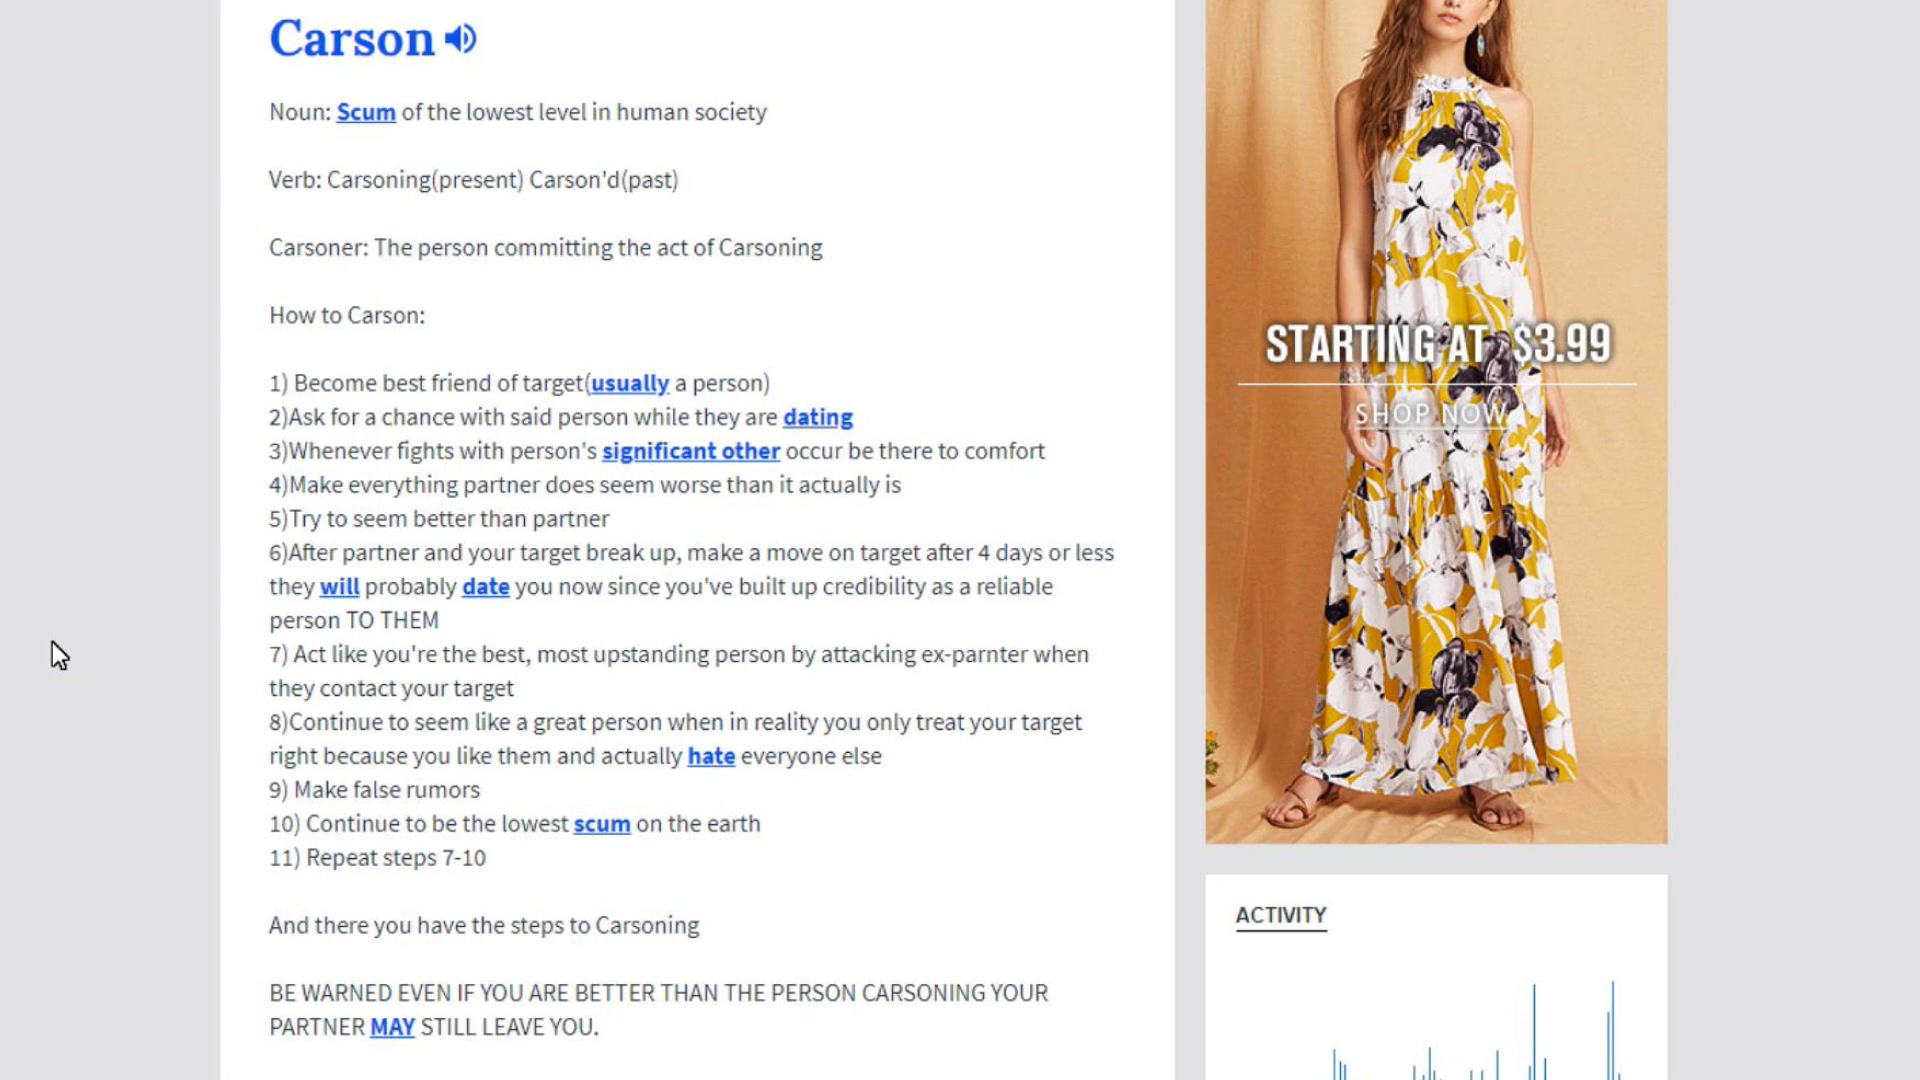 Carson
Noun: Scum of the lowest level in human society
Verb: Carsoning(present) Carson'd(past)
Carsoner: The person committing the act of Carsoning
How to Carson:
1) Become best friend of target(usually a person)
2)Ask for a chance with said person while they are dating
3)Whenever fights with person's significant other occur be there to comfort
4)Make everything partner does seem worse than it actually is
5)Try to seem better than partner
6)After partner and your target break up, make a move on target after 4 days or less
they will probably date you now since you've built up credibility as a reliable
person TO THEM
7) Act like you're the best, most upstanding person by attacking ex-parnter when
they contact your target
8)Continue to seem like a great person when in reality you only treat your target
right because you like them and actually hate everyone else
9) Make false rumors
10) Continue to be the lowest scum on the earth
11) Repeat steps 7-10
And there you have the steps to Carsoning
BE WARNED EVEN IF YOU ARE BETTER THAN THE PERSON CARSONING YOUR
PARTNER MAY STILL LEAVE YOU.
STARTING AT $3.99
SHOP NOW
ACTIVITY